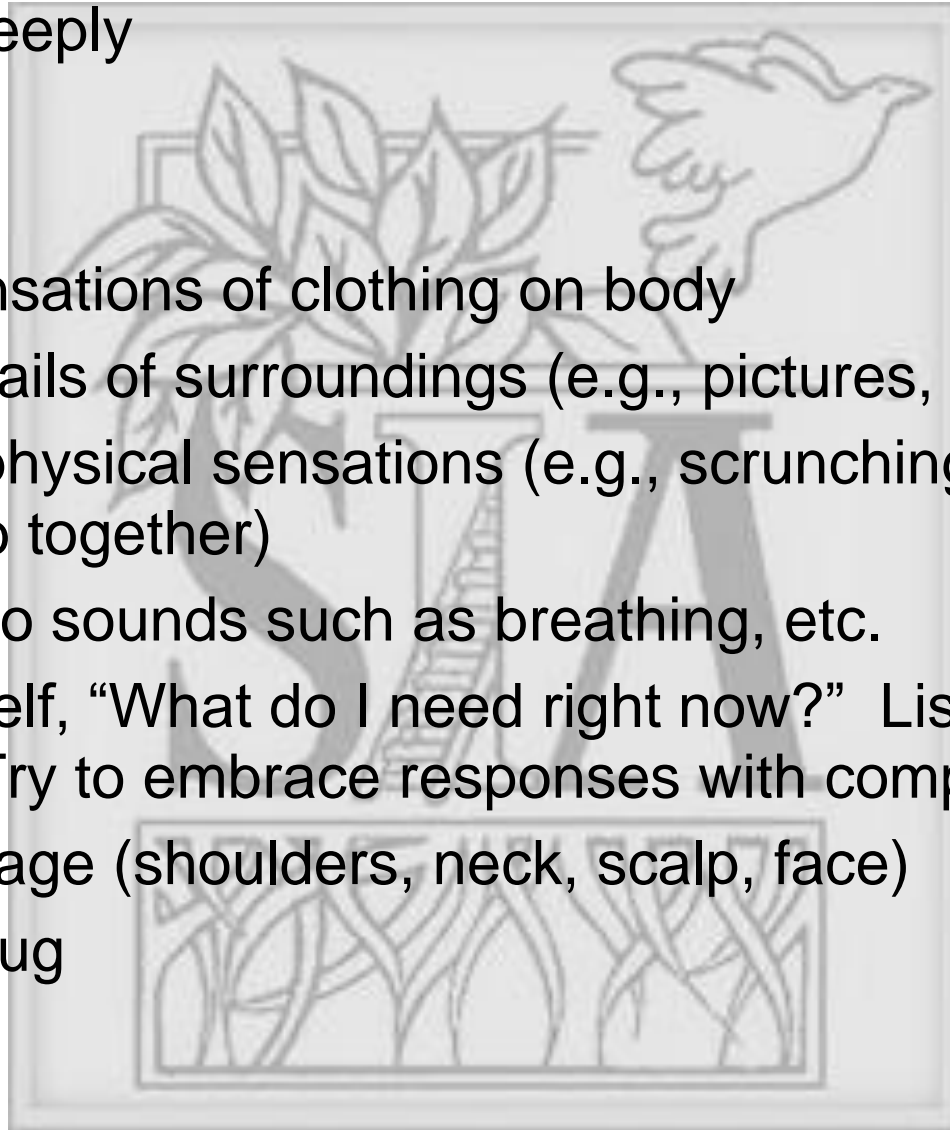 eeply
nsations of clothing on body
ails of surroundings (e.g., pictures,
physical sensations (e.g., scrunching
o together)
o sounds such as breathing, etc.
elf, “What do I need right now?”  Lis
Try to embrace responses with comp
age (shoulders, neck, scalp, face)
ug
SIA